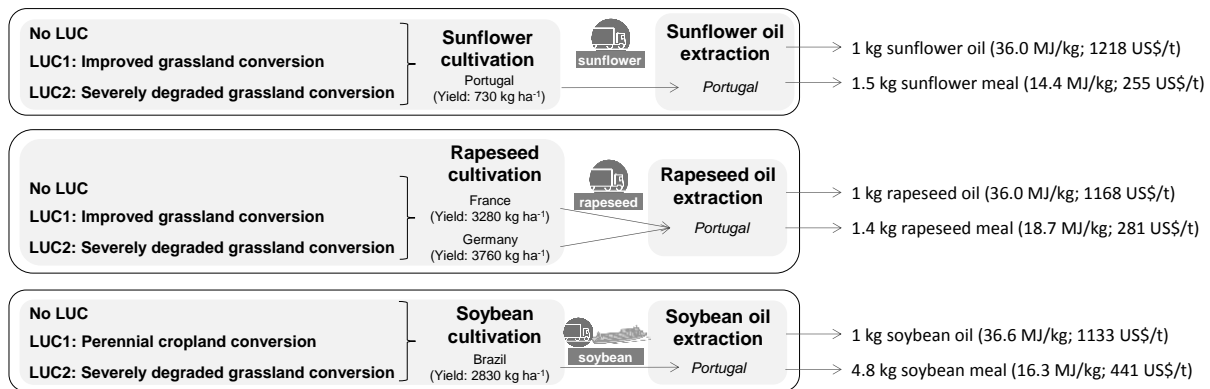 No LUC
LUC1: Improved grassland conversion
LUC2: Severely degraded grassland conversion
Sunflower
cultivation
Portugal
(Yield: 730 kg ha⁻¹)
sunflower
Sunflower oil
extraction
Portugal
1 kg sunflower oil (36.0 MJ/kg; 1218 US$/t)
1.5 kg sunflower meal (14.4 MJ/kg; 255 US$/t)
No LUC
LUC1: Improved grassland conversion
LUC2: Severely degraded grassland conversion
Rapeseed
cultivation
France
(Yield: 3280 kg ha⁻¹)
Germany
(Yield: 3760 kg ha⁻¹)
rapeseed
Rapeseed oil
extraction
Portugal
1 kg rapeseed oil (36.0 MJ/kg; 1168 US$/t)
1.4 kg rapeseed meal (18.7 MJ/kg; 281 US$/t)
No LUC
LUC1: Perennial cropland conversion
LUC2: Severely degraded grassland conversion
Soybean
cultivation
Brazil
(Yield: 2830 kg ha⁻¹)
soybean
Soybean oil
extraction
Portugal
1 kg soybean oil (36.6 MJ/kg; 1133 US$/t)
4.8 kg soybean meal (16.3 MJ/kg; 441 US$/t)